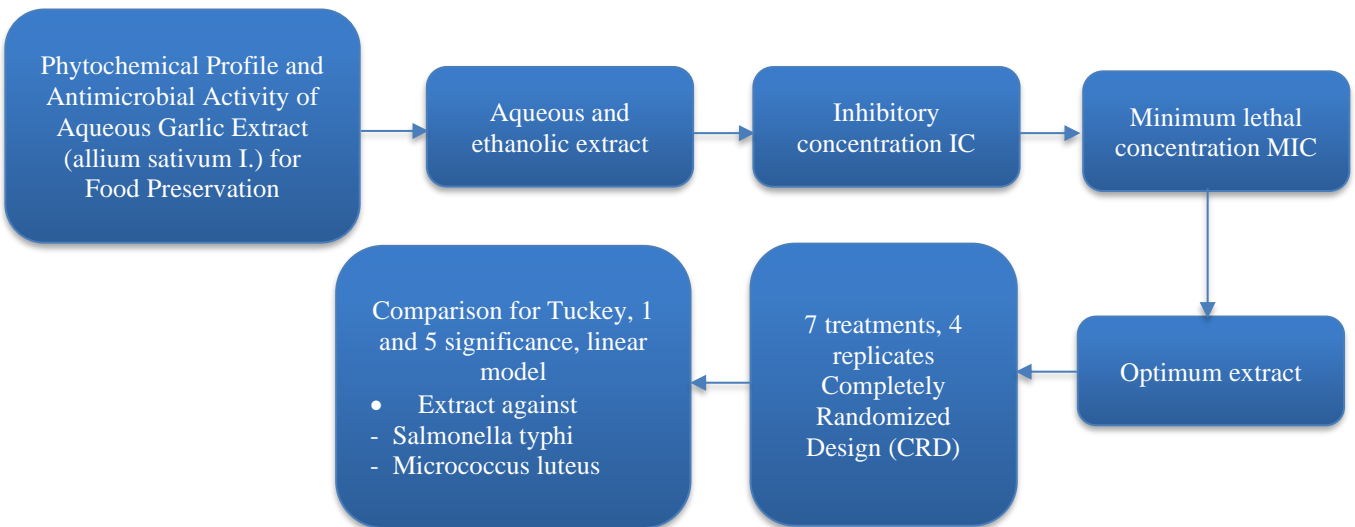 Phytochemical Profile and
Antimicrobial Activity of
Aqueous Garlic Extract
(allium sativum I.) for
Food Preservation
Aqueous and
ethanolic extract
Inhibitory
concentration IC
Minimum lethal
concentration MIC
Optimum extract
7 treatments, 4
replicates
Completely
Randomized
Design (CRD)
Comparison for Tuckey, 1
and 5 significance, linear
model
• Extract against
- Salmonella typhi
- Micrococcus luteus